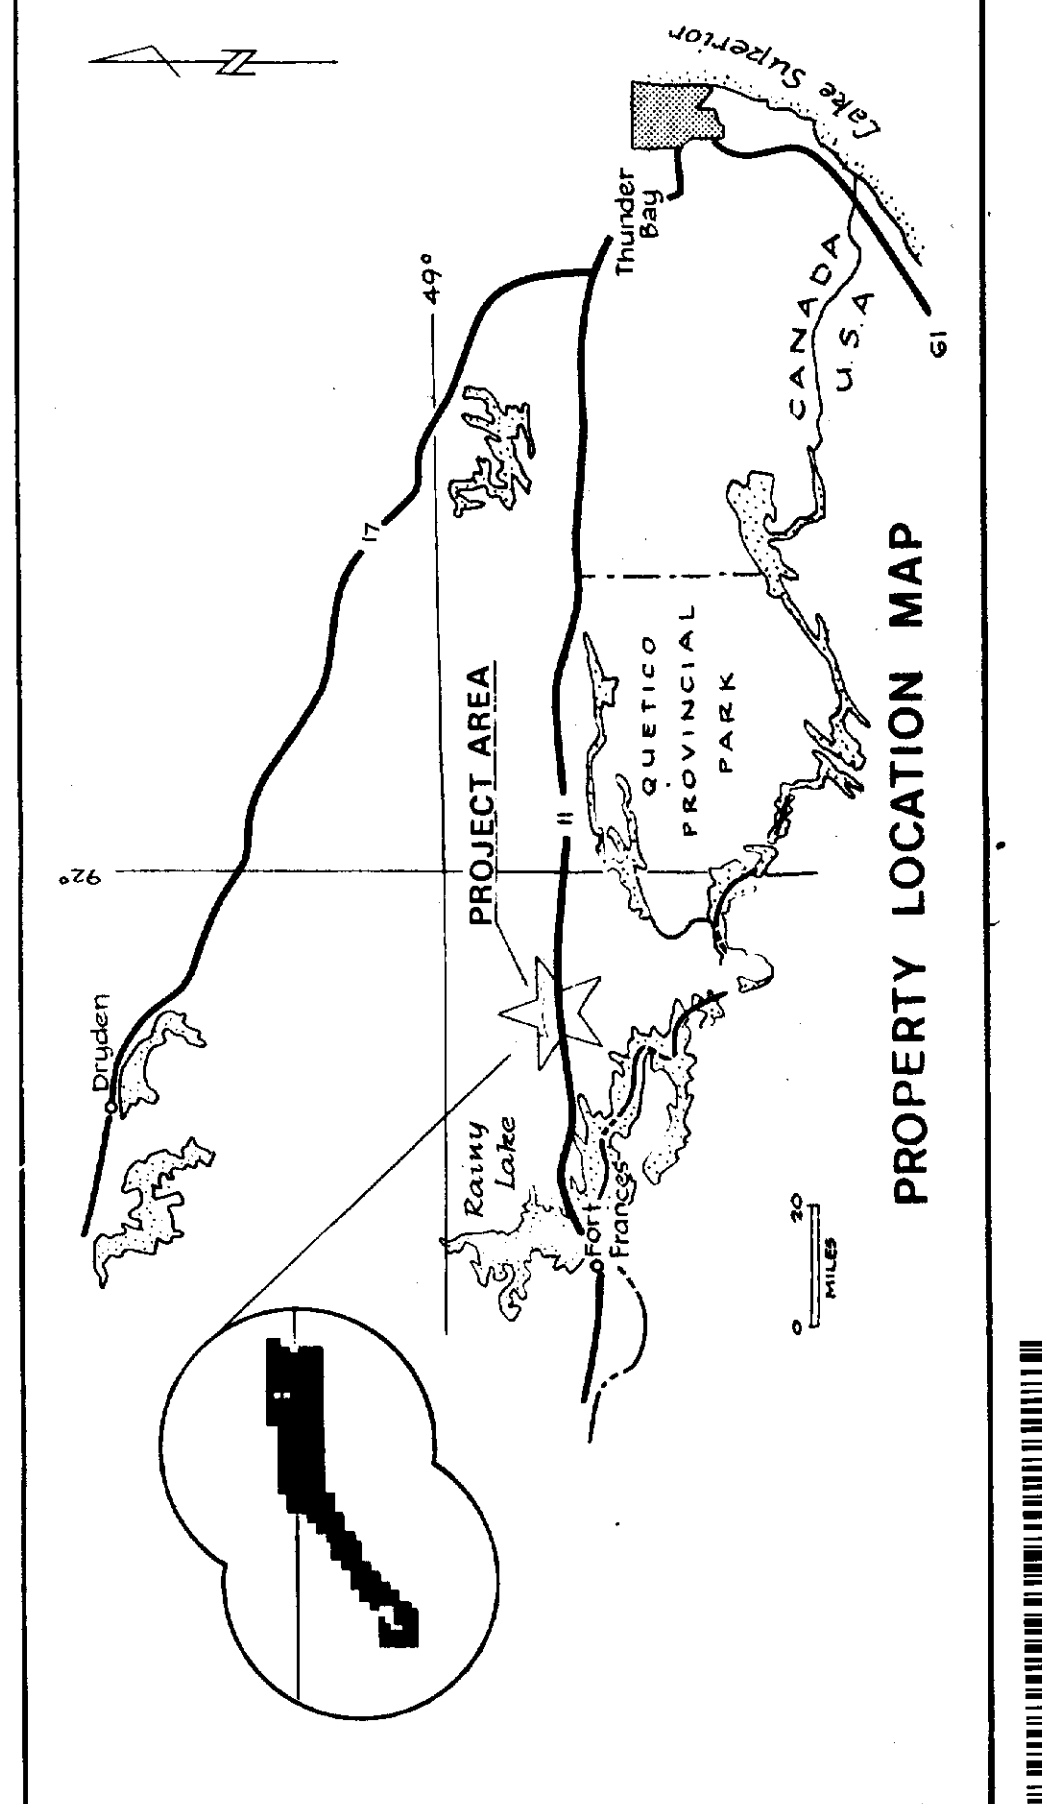 N
92°
49°
Dryden
17
Thunder
Bay
Lake Superior
PROJECT AREA
11
Rainy
Lake
Fort
Frances
QUETICO
PROVINCIAL
PARK
CANADA
U.S.A
61
0 20
MILES
PROPERTY LOCATION MAP